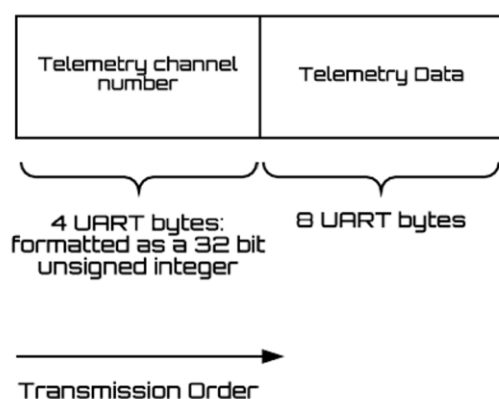 Telemetry channel
number
Telemetry Data
4 UART bytes:
formatted as a 32 bit
unsigned integer
8 UART bytes
Transmission Order